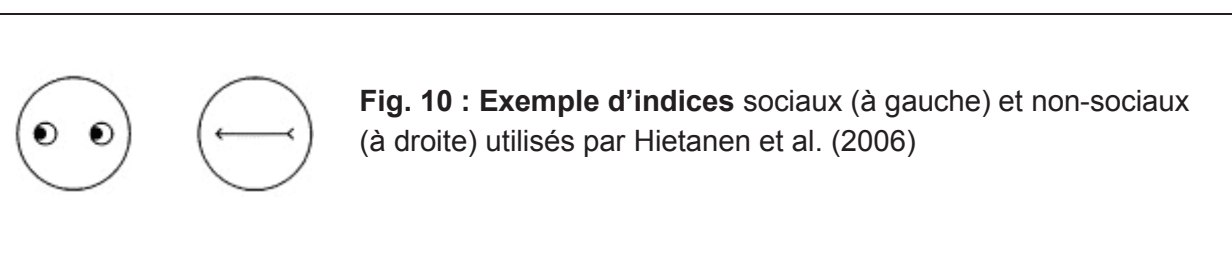 Fig. 10 : Exemple d’indices sociaux (à gauche) et non-sociaux
(à droite) utilisés par Hietanen et al. (2006)